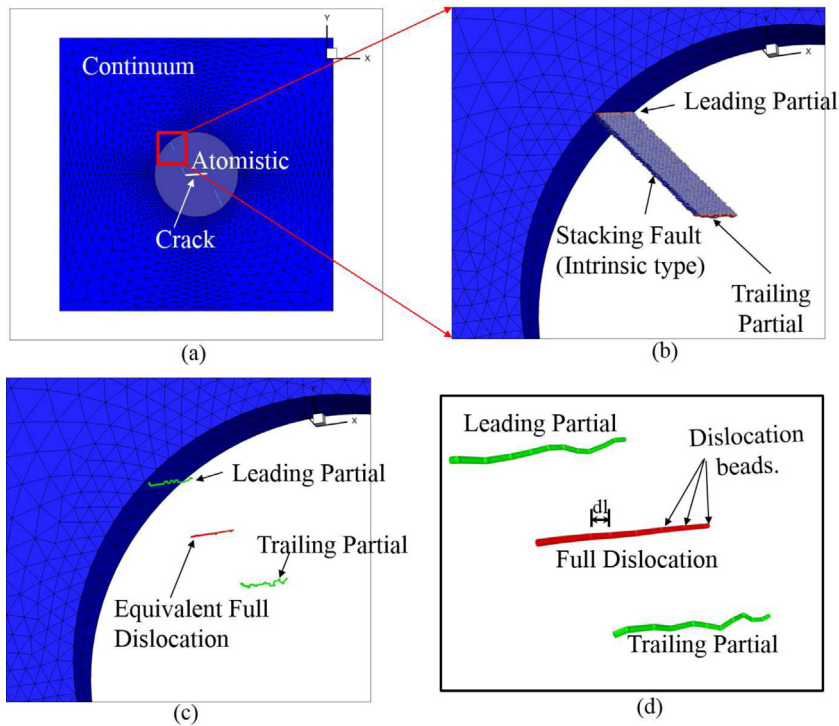 Y
X
Continuum
Atomistic
Crack
(a)
X
Leading Partial
Stacking Fault
(Intrinsic type)
Trailing
Partial
(b)
Y
X
Leading Partial
Trailing Partial
Equivalent Full
Dislocation
(c)
Leading Partial
Dislocation
beads.
dl
Full Dislocation
Trailing Partial
(d)